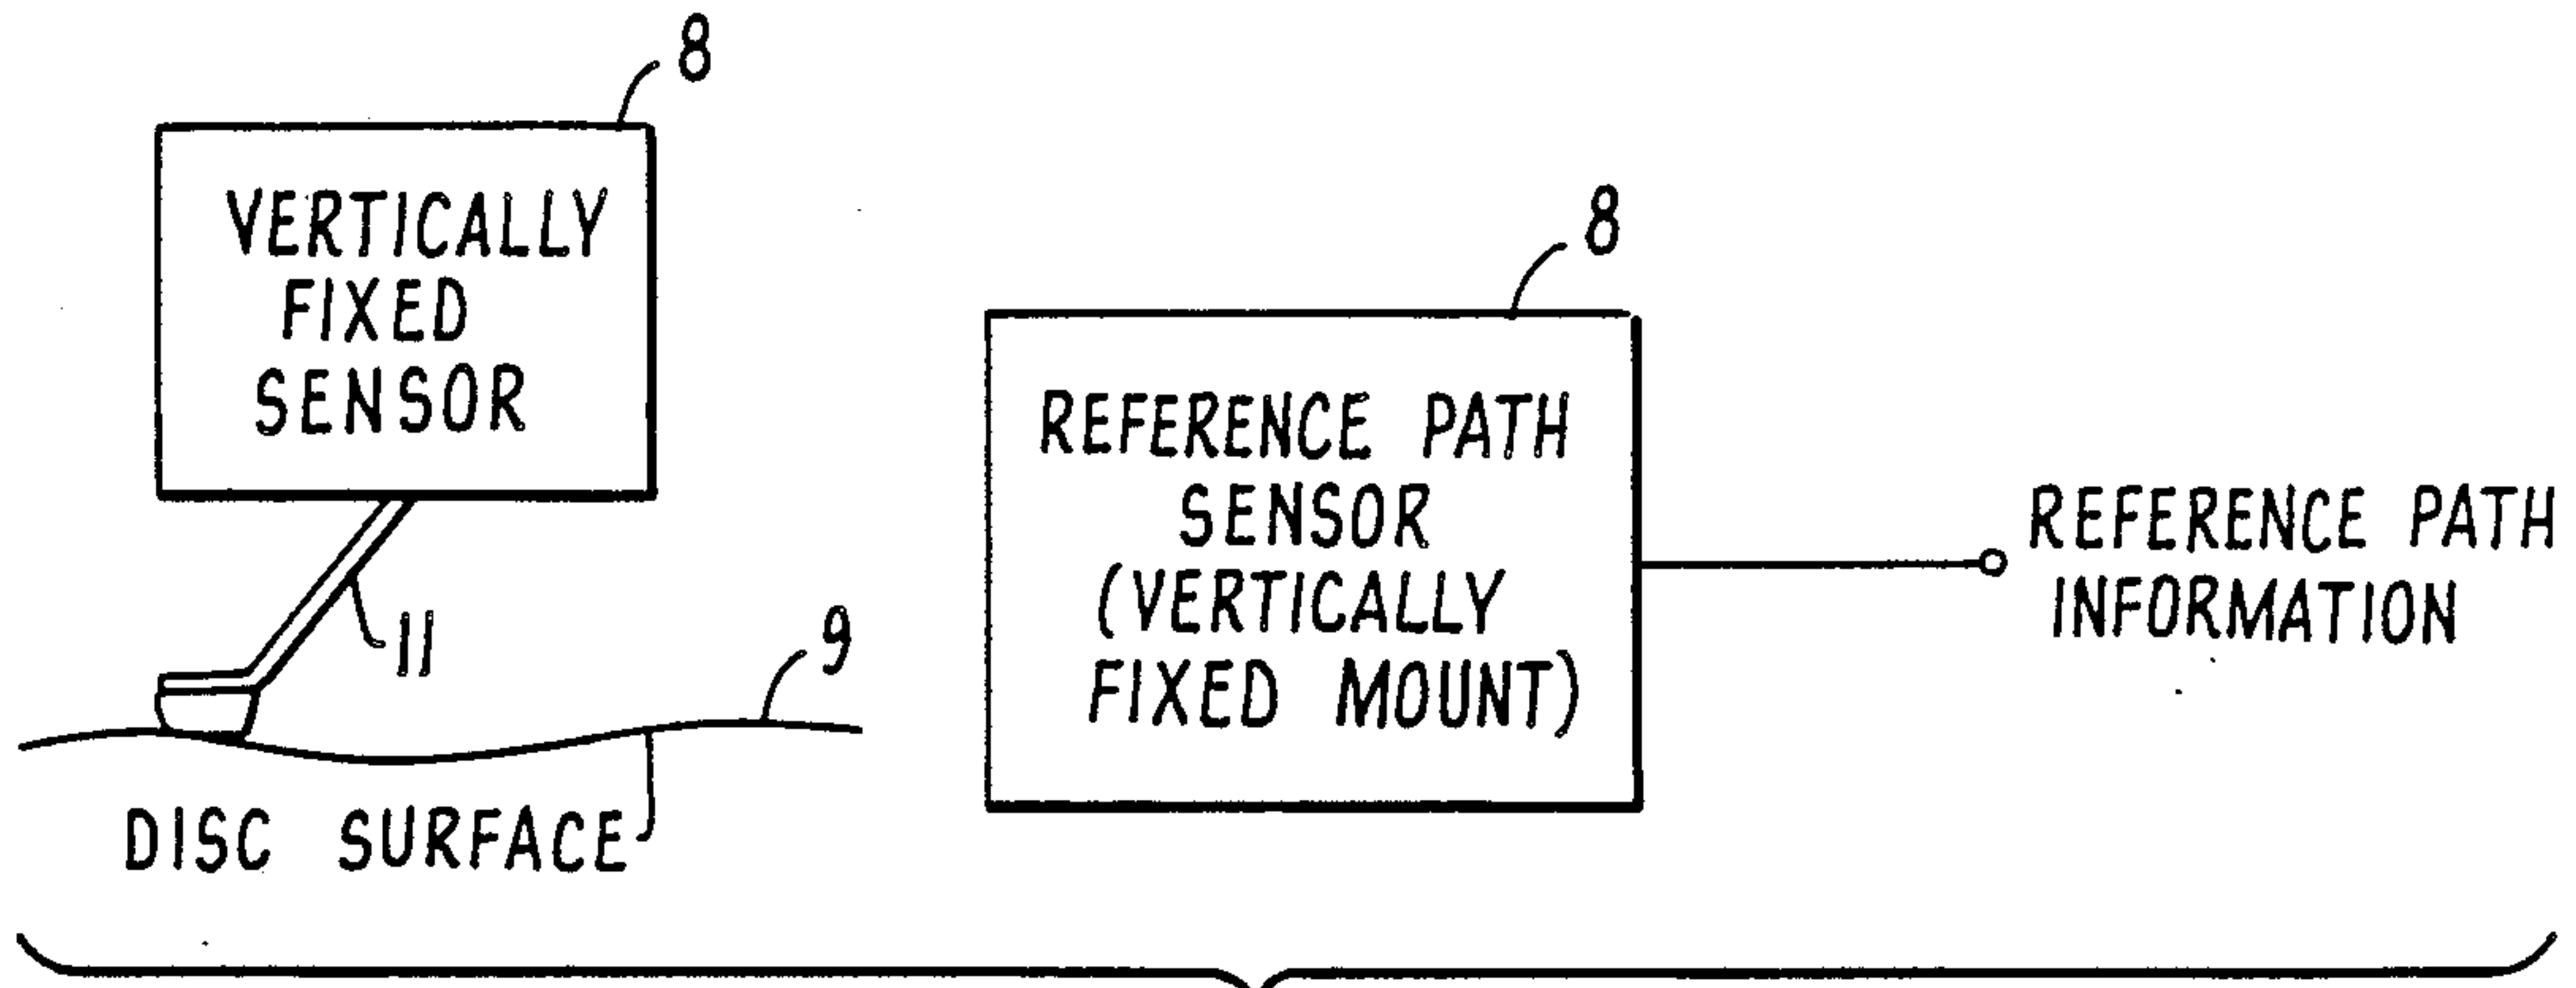 8
VERTICALLY
FIXED
SENSOR
11
9
DISC SURFACE
8
REFERENCE PATH
SENSOR
(VERTICALLY
FIXED MOUNT)
REFERENCE PATH
INFORMATION